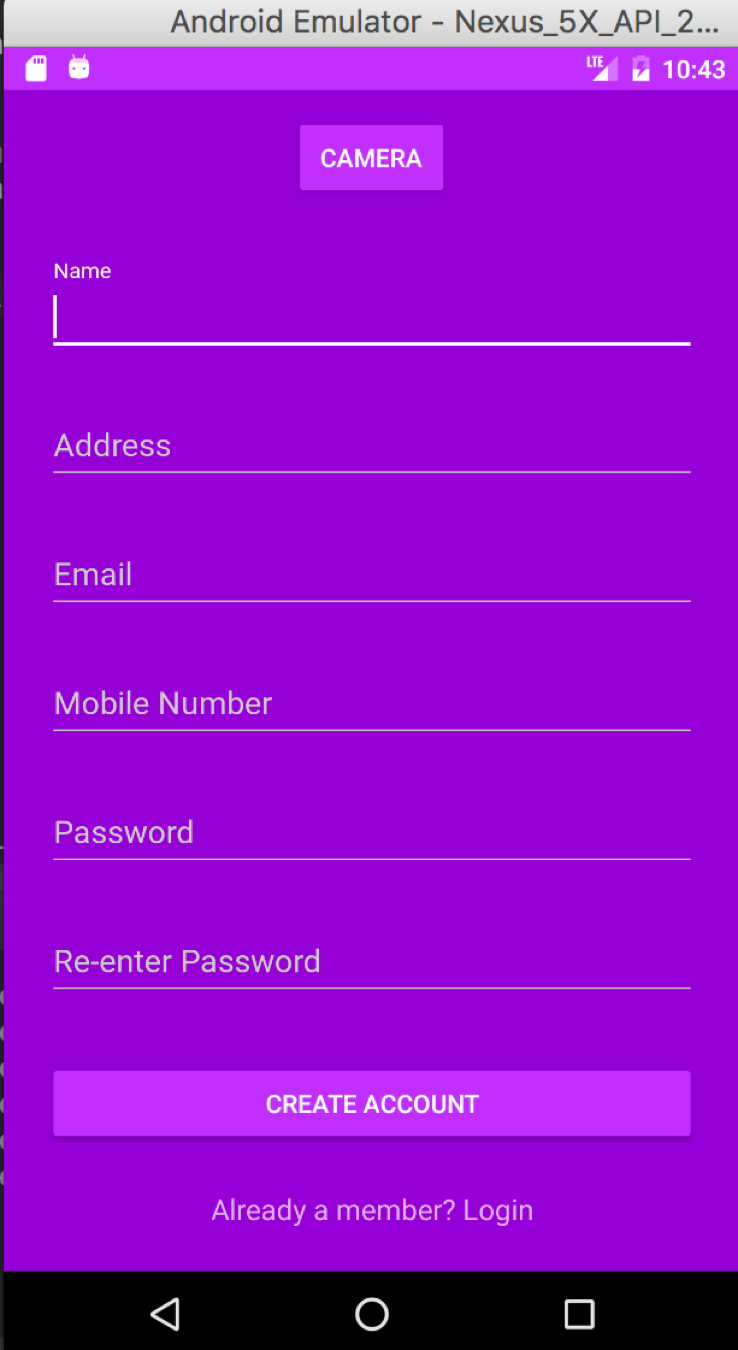 Android Emulator - Nexus_5X_API_2...
LTE 10:43
CAMERA
Name
Address
Email
Mobile Number
Password
Re-enter Password
CREATE ACCOUNT
Already a member? Login